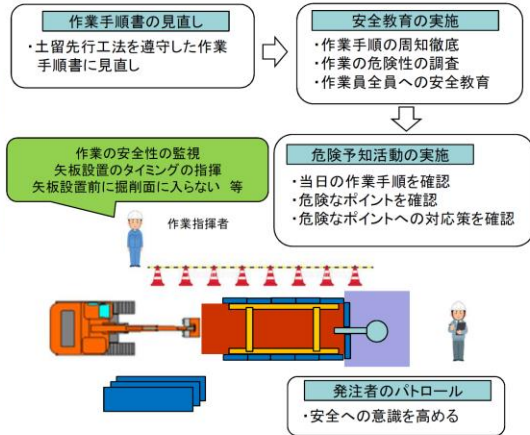 作業手順書の見直し
・土留先行工法を遵守した作業
手順書に見直し
安全教育の実施
・作業手順の周知徹底
・作業の危険性の調査
・作業員全員への安全教育
作業の安全性の監視
矢板設置のタイミングの指揮
矢板設置前に掘削面に入らない 等
作業指揮者
危険予知活動の実施
・当日の作業手順を確認
・危険なポイントを確認
・危険なポイントへの対応策を確認
発注者のパトロール
・安全への意識を高める